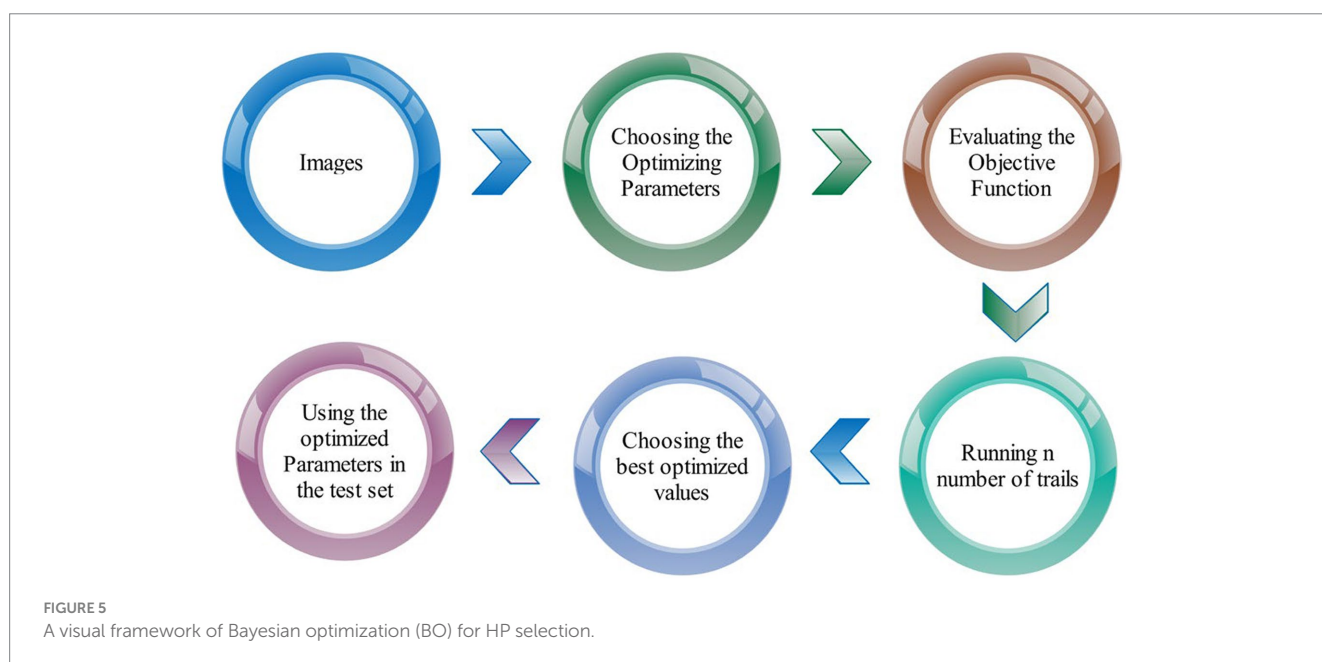 Images
Choosing the
Optimizing
Parameters
Evaluating the
Objective
Function
Running n
number of trails
Choosing the
best optimized
values
Using the
optimized
Parameters in
the test set
FIGURE 5
A visual framework of Bayesian optimization (BO) for HP selection.